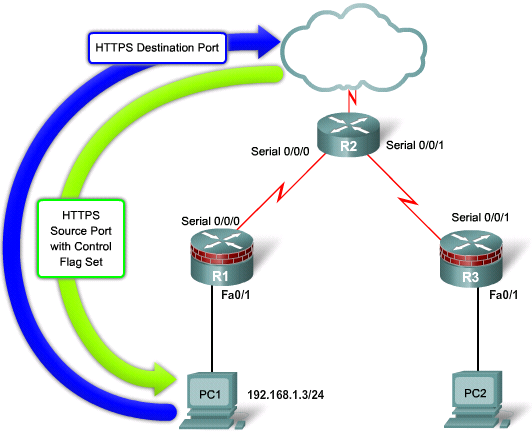 HTTPS Destination Port
R2
Serial 0/0/0
Serial 0/0/1
HTTPS
Source Port
with Control
Flag Set
Serial 0/0/0
Serial 0/0/1
R1
R3
Fa0/1
Fa0/1
PC1
192.168.1.3/24
PC2